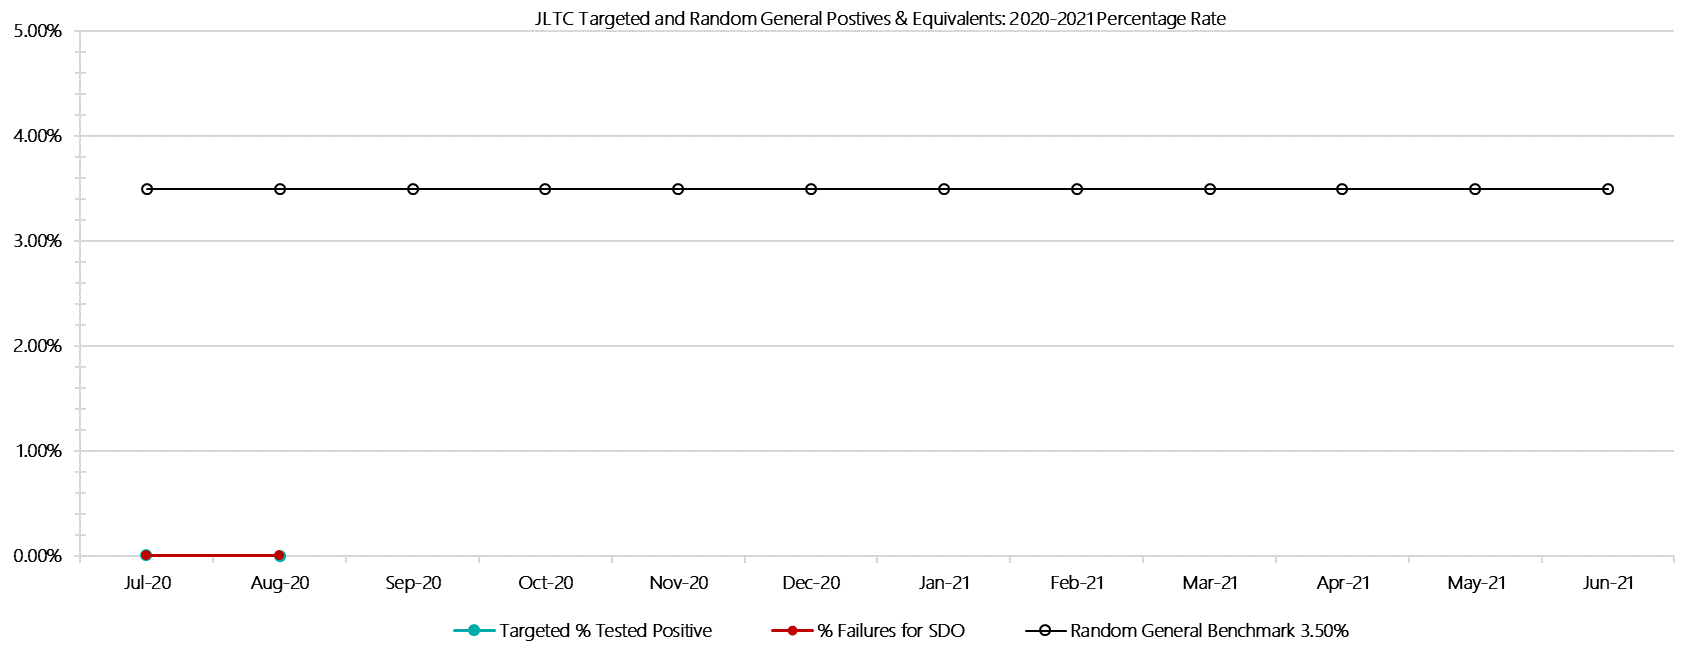 JLTC Targeted and Random General Postives & Equivalents: 2020-2021 Percentage Rate
5.00%
4.00%
3.00%
2.00%
1.00%
0.00%
Jul-20 Aug-20 Sep-20 Oct-20 Nov-20 Dec-20 Jan-21 Feb-21 Mar-21 Apr-21 May-21 Jun-21
Targeted % Tested Positive % Failures for SDO Random General Benchmark 3.50%